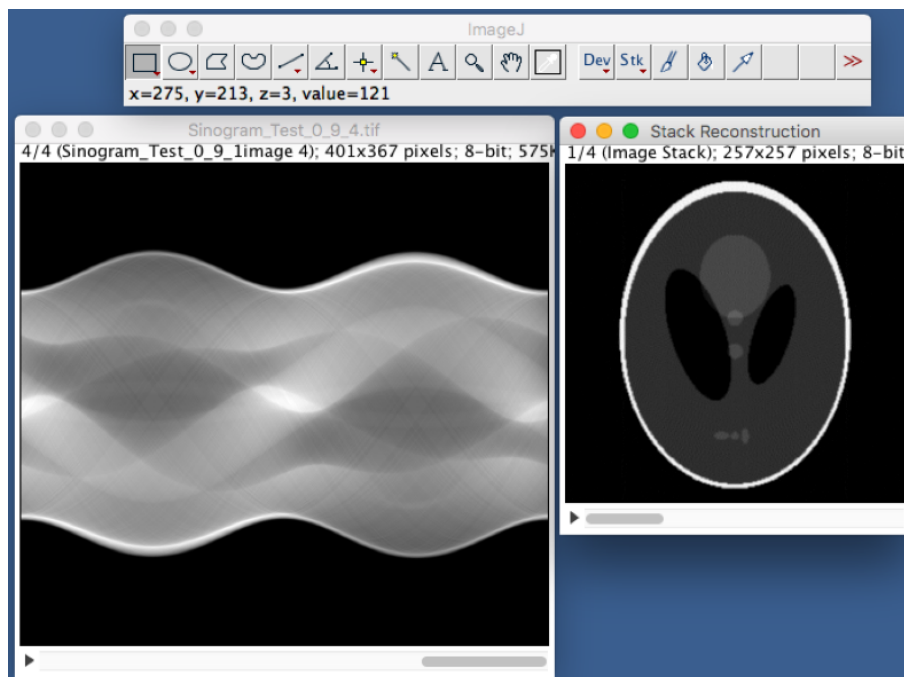 ImageJ
A Dev Stk >>
x=275, y=213, z=3, value=121
Sinogram_Test_0_9_4.tif
4/4 (Sinogram_Test_0_9_1image 4); 401x367 pixels; 8-bit; 575K
Stack Reconstruction
1/4 (Image Stack); 257x257 pixels; 8-bit